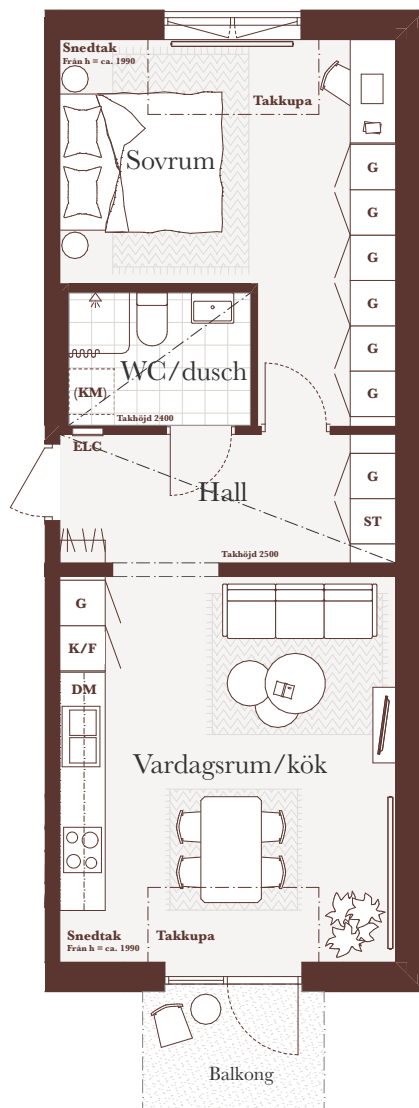 Snedtak
Från h = ca. 1990
Takkupa
Sovrum
G
G
G
G
G
G
WC/dusch
(KM)
Takhöjd 2400
ELC
Hall
G
ST
Takhöjd 2500
G
K/F
DM
Vardagsrum/kök
Snedtak
Från h = ca. 1990
Takkupa
Balkong